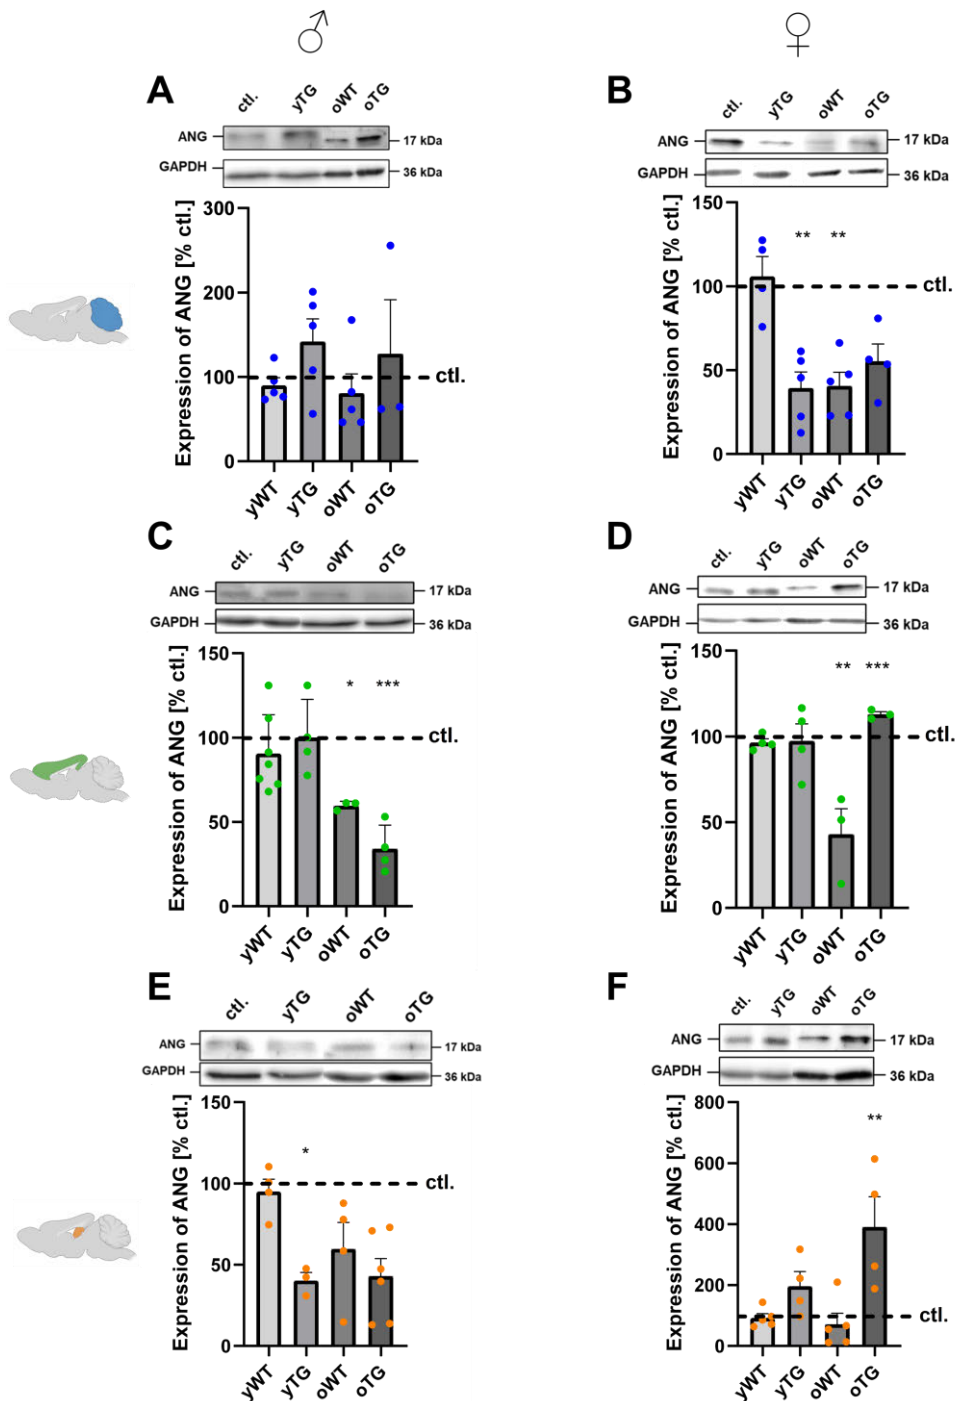 ♂ ♀
A
ctl. yTG oWT oTG
ANG 17 kDa
GAPDH 36 kDa
Expression of ANG [% ctl.]
300
200
100
0
ctl.
yWT yTG oWT oTG
B
ctl. yTG oWT oTG
ANG 17 kDa
GAPDH 36 kDa
Expression of ANG [% ctl.]
150
100
50
0
** **
ctl.
yWT yTG oWT oTG
C
ctl. yTG oWT oTG
ANG 17 kDa
GAPDH 36 kDa
Expression of ANG [% ctl.]
150
100
50
0
* ***
ctl.
yWT yTG oWT oTG
D
ctl. yTG oWT oTG
ANG 17 kDa
GAPDH 36 kDa
Expression of ANG [% ctl.]
150
100
50
0
** ***
ctl.
yWT yTG oWT oTG
E
ctl. yTG oWT oTG
ANG 17 kDa
GAPDH 36 kDa
Expression of ANG [% ctl.]
150
100
50
0
*
ctl.
yWT yTG oWT oTG
F
ctl. yTG oWT oTG
ANG 17 kDa
GAPDH 36 kDa
Expression of ANG [% ctl.]
800
600
400
200
0
**
ctl.
yWT yTG oWT oTG